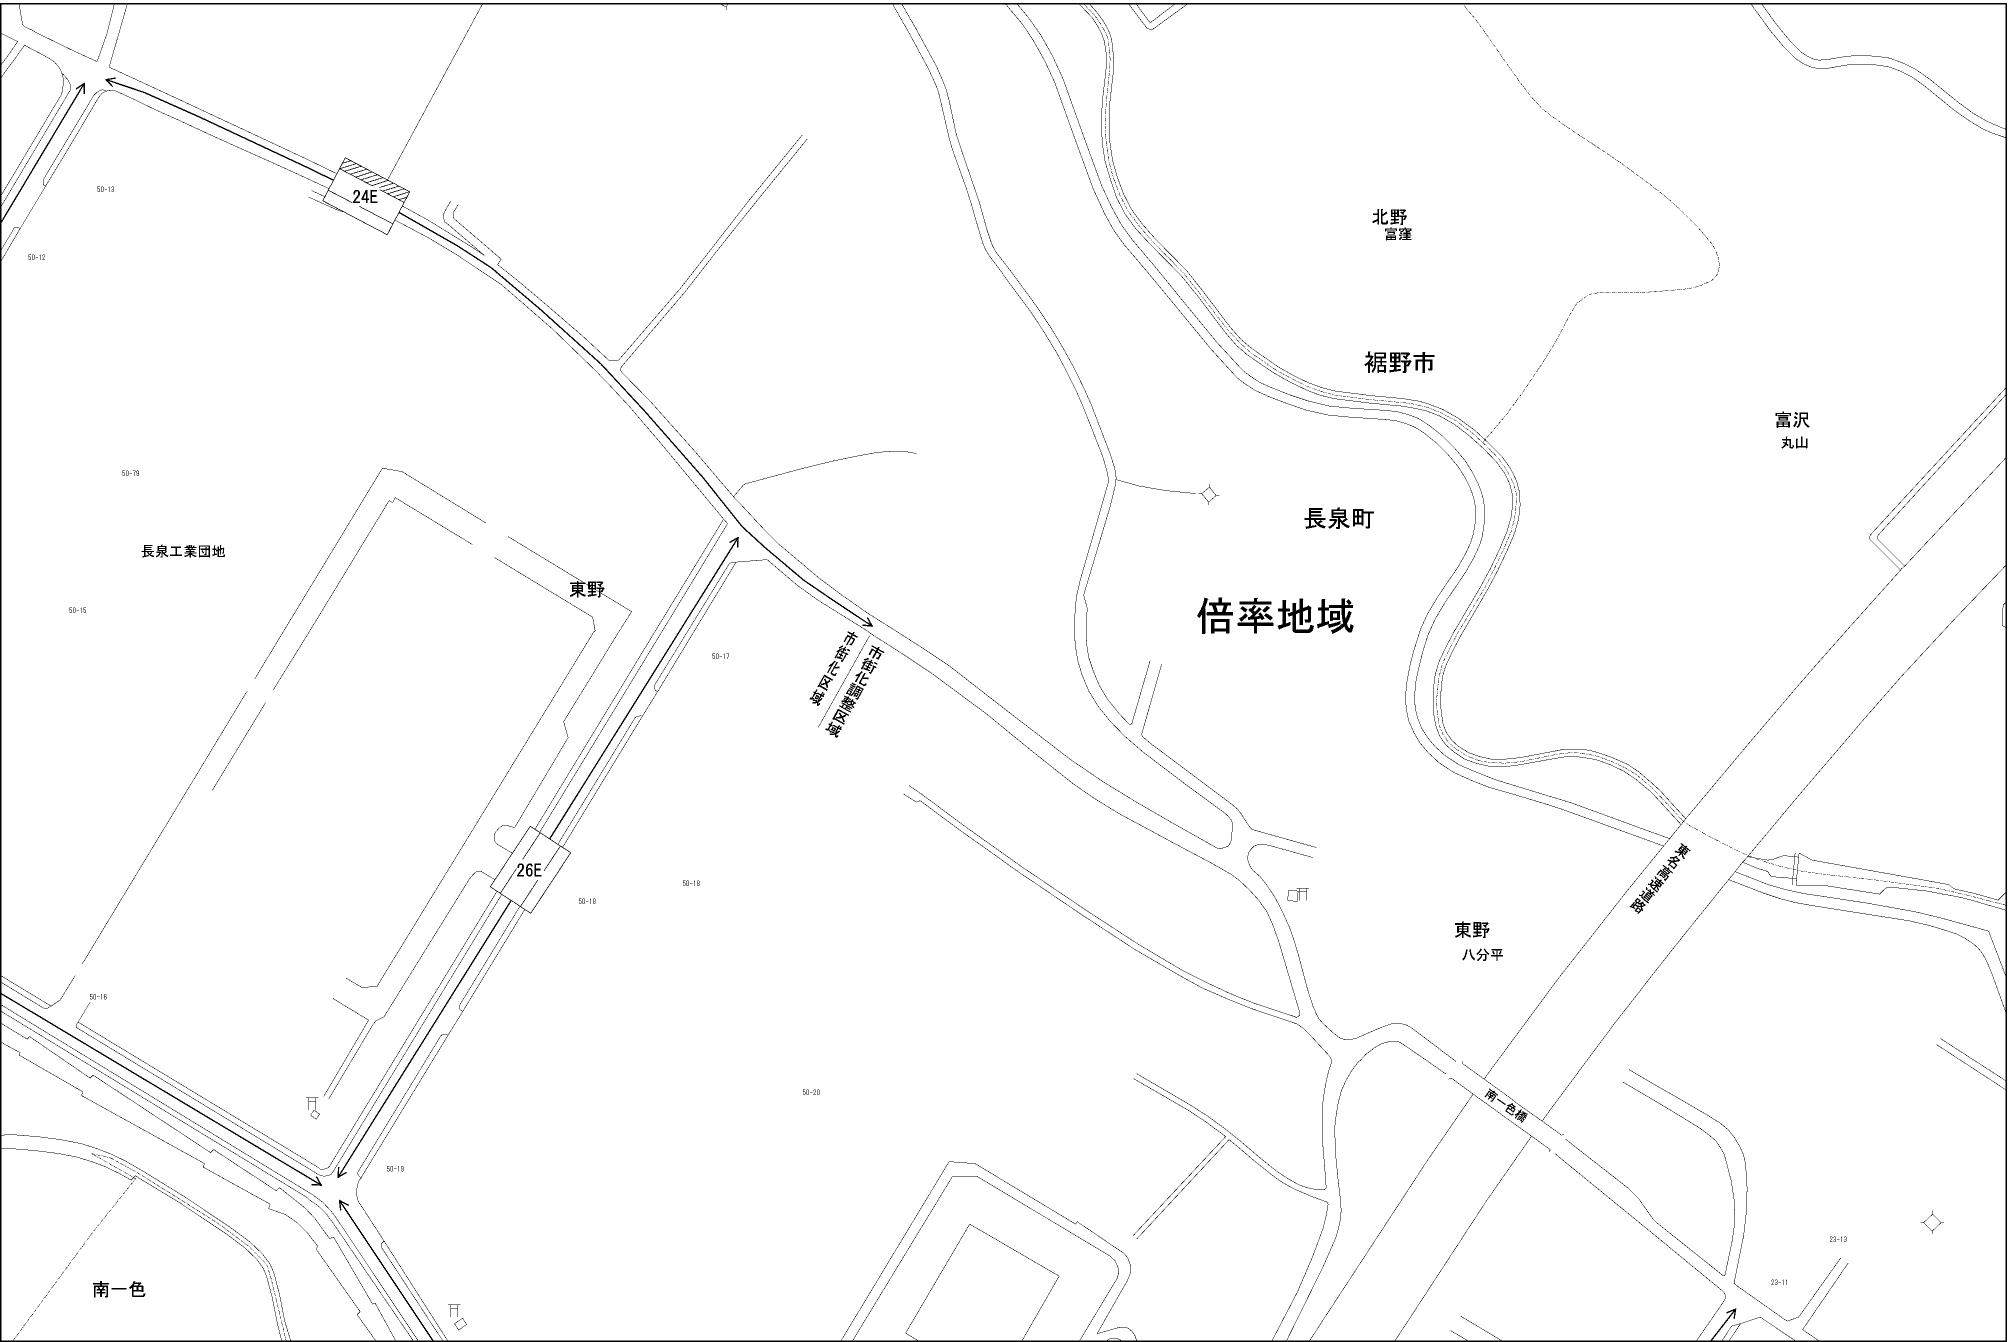 50-13
24E
50-12
北野
富窪
裾野市
富沢
丸山
50-79
長泉町
長泉工業団地
東野
50-15
倍率地域
50-17
市街化区域
市街化調整区域
26E
50-18
50-18
東名高速道路
東野
八分平
50-16
50-20
南一色橋
50-19
23-13
23-11
南一色